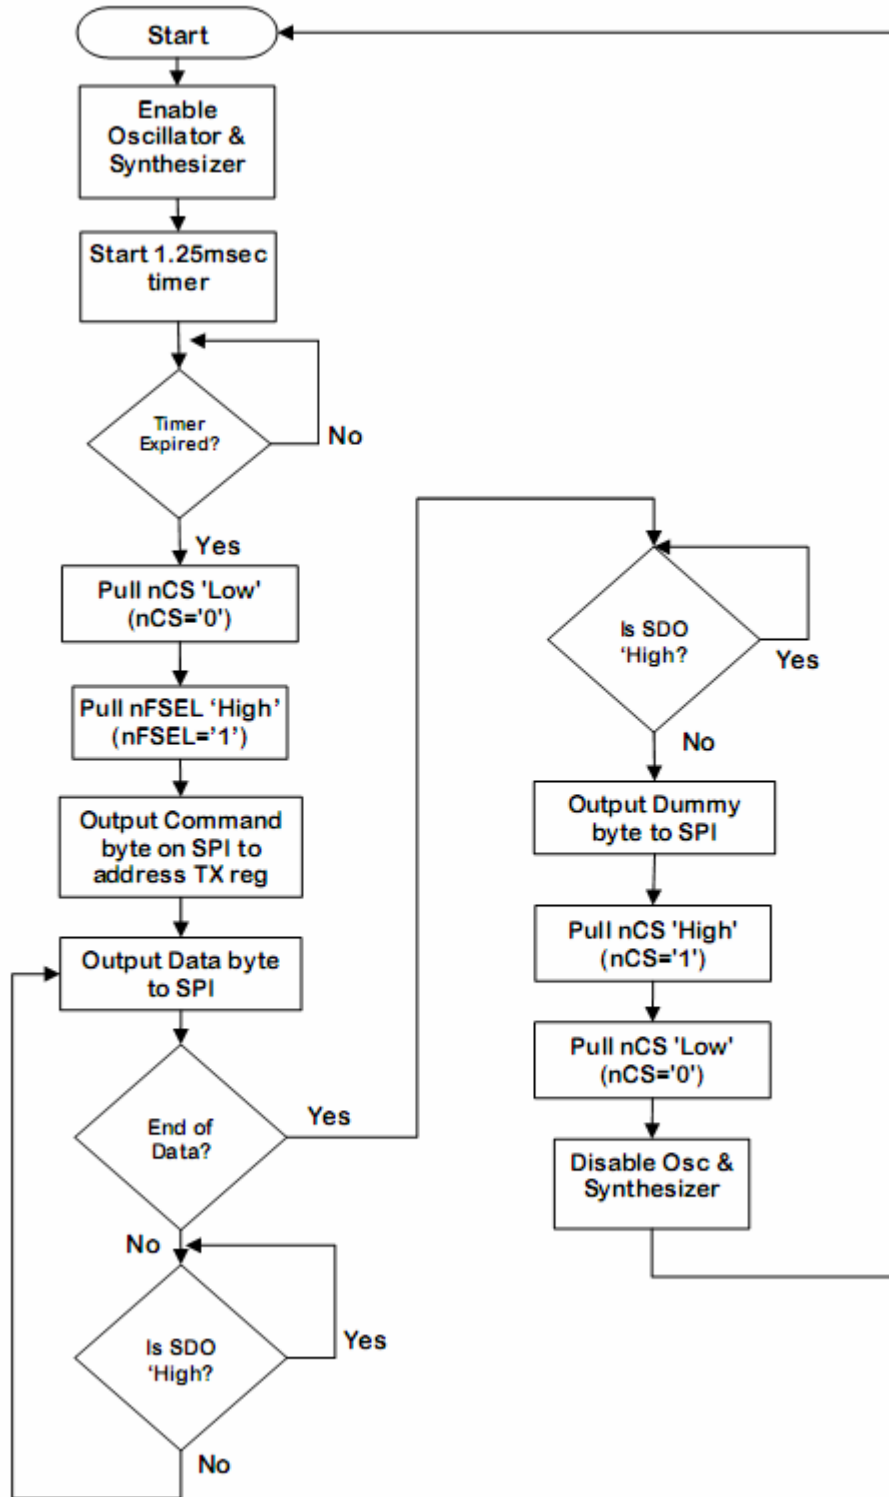 Start
Enable
Oscillator &
Synthesizer
Start 1.25msec
timer
Timer
Expired?
No
Yes
Pull nCS 'Low'
(nCS='0')
Pull nFSEL ‘High’
(nFSEL=’1’)
Output Command
byte on SPI to
address TX reg
Output Data byte
to SPI
End of
Data?
Yes
No
Is SDO
‘High?
Yes
No
Is SDO
‘High?
Yes
No
Output Dummy
byte to SPI
Pull nCS 'High'
(nCS='1')
Pull nCS 'Low'
(nCS='0')
Disable Osc &
Synthesizer